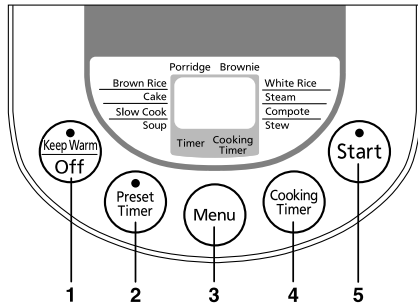 Porridge Brownie
Brown Rice
Cake
Slow Cook
Soup
White Rice
Steam
Compote
Stew
Timer
Cooking
Timer
Keep Warm
Off
Preset
Timer
Menu
Cooking
Timer
Start
1 2 3 4 5